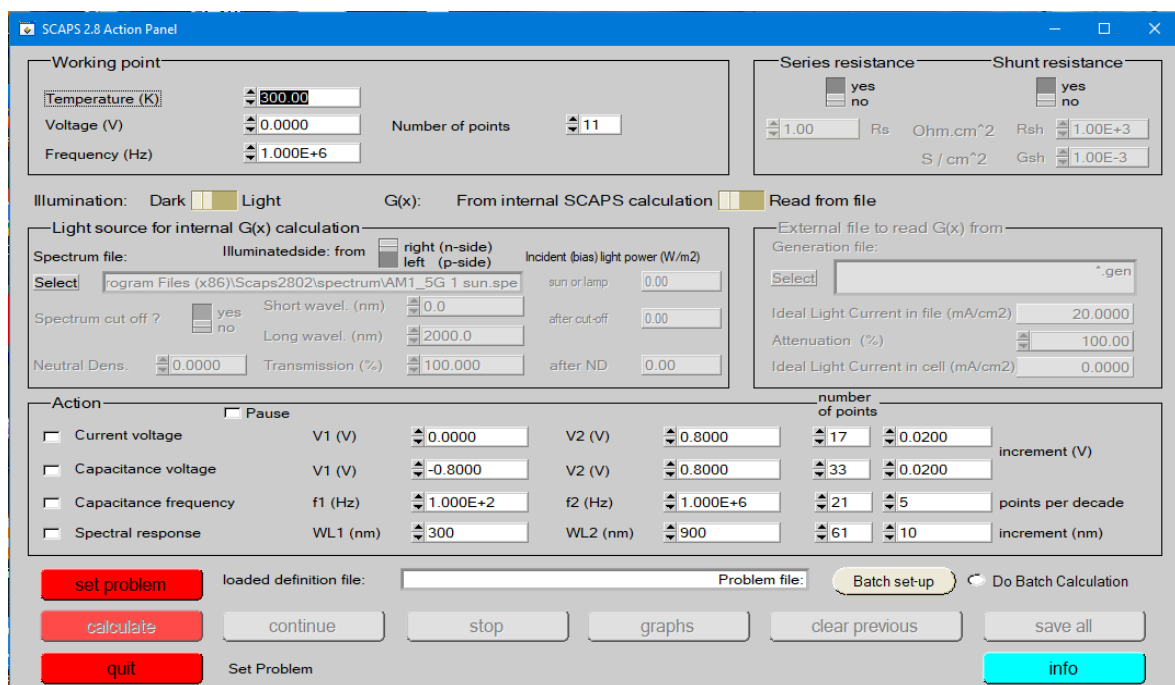 SCAPS 2.8 Action Panel
Working point
Temperature (K) 300.00
Voltage (V) 0.0000 Number of points 11
Frequency (Hz) 1.000E+6
Series resistance Shunt resistance
yes yes
no no
1.00 Rs Ohm.cm^2 Rsh 1.00E+3
S / cm^2 Gsh 1.00E-3
Illumination: Dark Light G(x): From internal SCAPS calculation Read from file
Light source for internal G(x) calculation
Spectrum file: Illuminatedside: from right (n-side) Incident (bias) light power (W/m2)
left (p-side)
Select rogram Files (x86)\Scaps2802\spectrum\AM1_5G 1 sun.spe sun or lamp 0.00
Spectrum cut off ? yes Short wavel. (nm) 0.0 after cut-off 0.00
no Long wavel. (nm) 2000.0
Neutral Dens. 0.0000 Transmission (%) 100.000 after ND 0.00
External file to read G(x) from
Generation file:
Select *.gen
Ideal Light Current in file (mA/cm2) 20.0000
Attenuation (%) 100.00
Ideal Light Current in cell (mA/cm2) 0.0000
Action Pause number
of points
Current voltage V1 (V) 0.0000 V2 (V) 0.8000 17 0.0200
increment (V)
Capacitance voltage V1 (V) -0.8000 V2 (V) 0.8000 33 0.0200
Capacitance frequency f1 (Hz) 1.000E+2 f2 (Hz) 1.000E+6 21 5 points per decade
Spectral response WL1 (nm) 300 WL2 (nm) 900 61 10 increment (nm)
set problem loaded definition file: Problem file: Batch set-up Do Batch Calculation
calculate continue stop graphs clear previous save all
quit Set Problem info